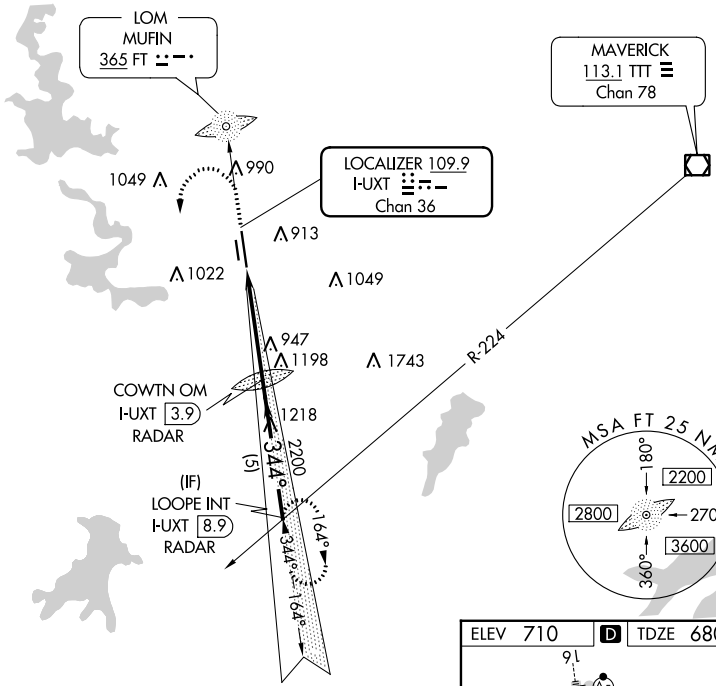 LOM
MUFIN
365 FT
MAVERICK
113.1 TTT
Chan 78
LOCALIZER 109.9
I-UXT
Chan 36
1049
990
913
1022
1049
947
1198
1743
R-224
COWTN OM
I-UXT 3.9
RADAR
1218
2200
344°
(5)
(IF)
LOOPE INT
I-UXT 8.9
RADAR
164°
344°
164°
MSA FT 25 NM
180°
2200
2800
270
3600
360°
ELEV 710
D
TDZE 680
16